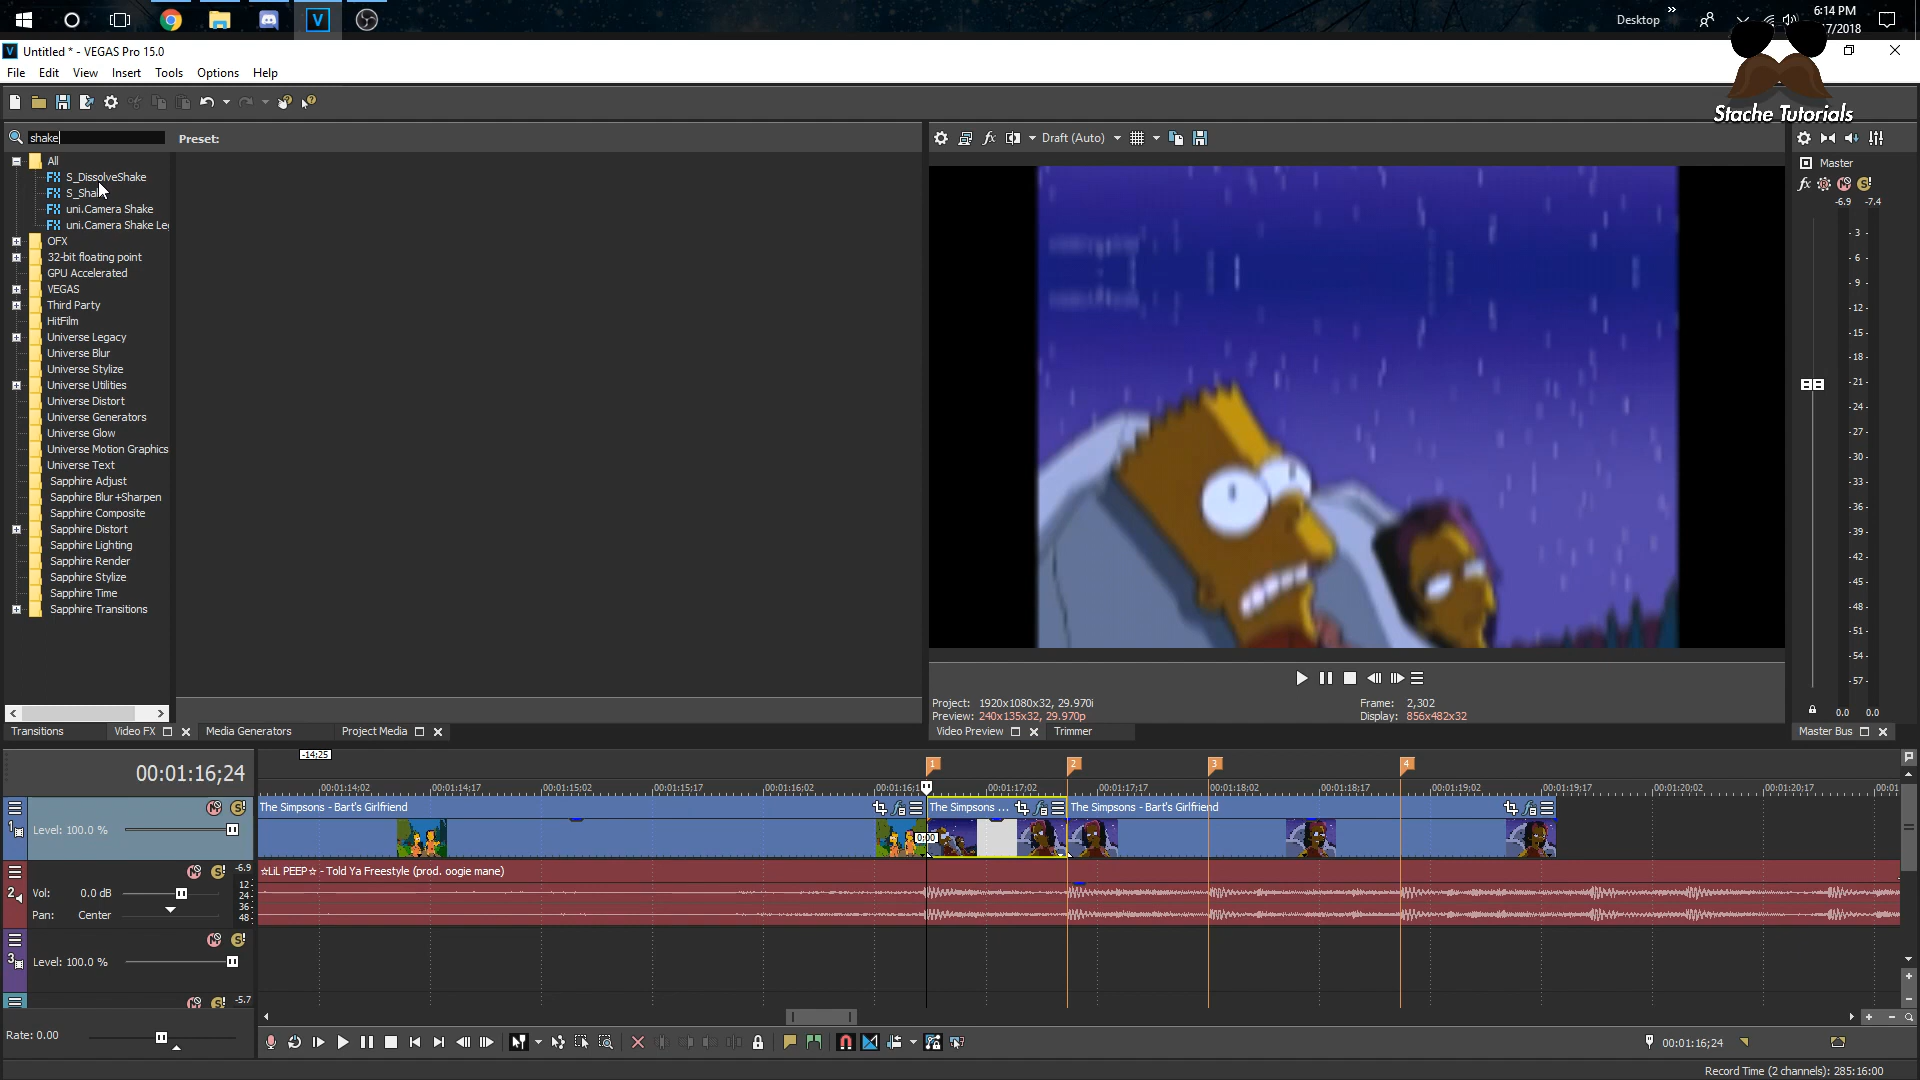 Desktop
»
6:14 PM
7/2018
Untitled * - VEGAS Pro 15.0
File Edit View Insert Tools Options Help
Stache Tutorials
shake
Preset:
Draft (Auto)
All
S_DissolveShake
S_Sha
uni.Camera Shake
uni.Camera Shake Le
OFX
32-bit floating point
GPU Accelerated
VEGAS
Third Party
HitFilm
Universe Legacy
Universe Blur
Universe Stylize
Universe Utilities
Universe Distort
Universe Generators
Universe Glow
Universe Motion Graphics
Universe Text
Sapphire Adjust
Sapphire Blur+Sharpen
Sapphire Composite
Sapphire Distort
Sapphire Lighting
Sapphire Render
Sapphire Stylize
Sapphire Time
Sapphire Transitions
Master
-6.9 -7.4
- 3 -
- 6 -
- 9 -
- 12 -
- 15 -
- 18 -
- 21 -
- 24 -
- 27 -
- 30 -
- 33 -
- 36 -
- 39 -
- 42 -
- 45 -
- 48 -
- 51 -
- 54 -
- 57 -
0.0 0.0
Project: 1920x1080x32, 29.970i
Preview: 240x135x32, 29.970p
Frame: 2,302
Display: 856x482x32
Transitions Video FX Media Generators Project Media
Video Preview Trimmer
Master Bus
-14:25
00:01:16;24
1 2 3 4
00:01:14;02 00:01:14;17 00:01:15;02 00:01:15;17 00:01:16;02 00:01:16;1 00:01:17;02 00:01:17;17 00:01:18;02 00:01:18;17 00:01:19;02 00:01:19;17 00:01:20;02 00:01:20;17 00:01
The Simpsons - Bart's Girlfriend The Simpsons ... The Simpsons - Bart's Girlfriend
1 Level: 100.0 %
0:00
☆LiL PEEP☆ - Told Ya Freestyle (prod. oogie mane)
-6.9
2 Vol: 0.0 dB
Pan: Center
12-
24-
36-
48-
3 Level: 100.0 %
-5.7
Rate: 0.00
00:01:16;24
Record Time (2 channels): 285:16:00